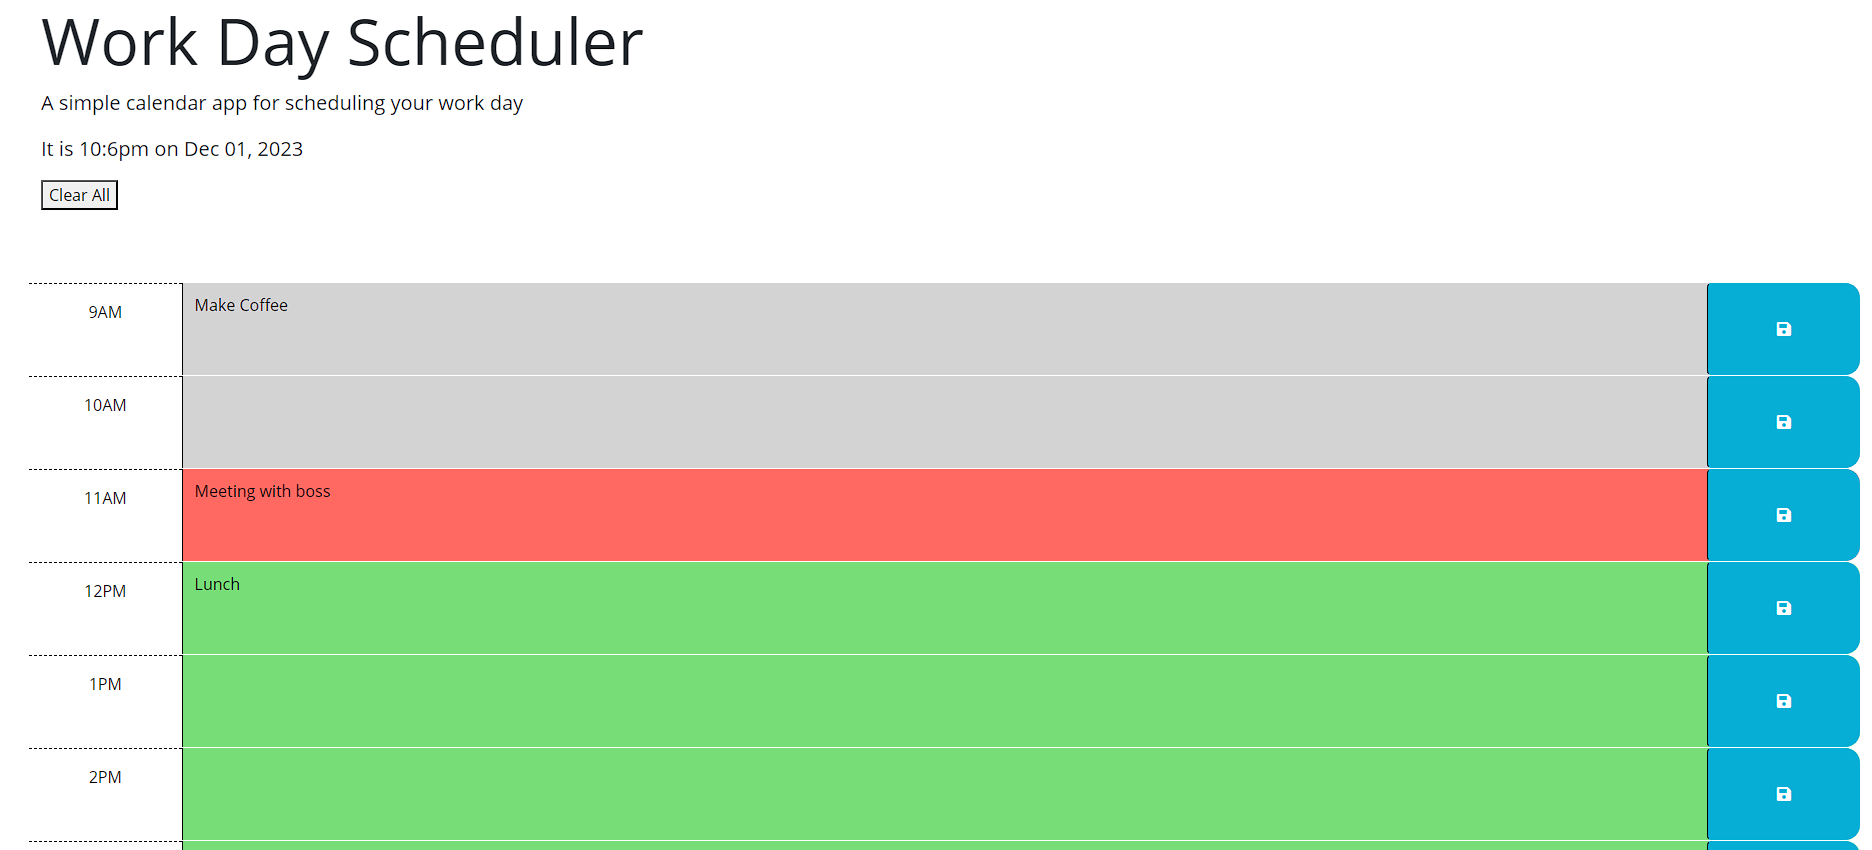 Work Day Scheduler
A simple calendar app for scheduling your work day
It is 10:6pm on Dec 01, 2023
Clear All
9AM
Make Coffee
10AM
11AM
Meeting with boss
12PM
Lunch
1PM
2PM